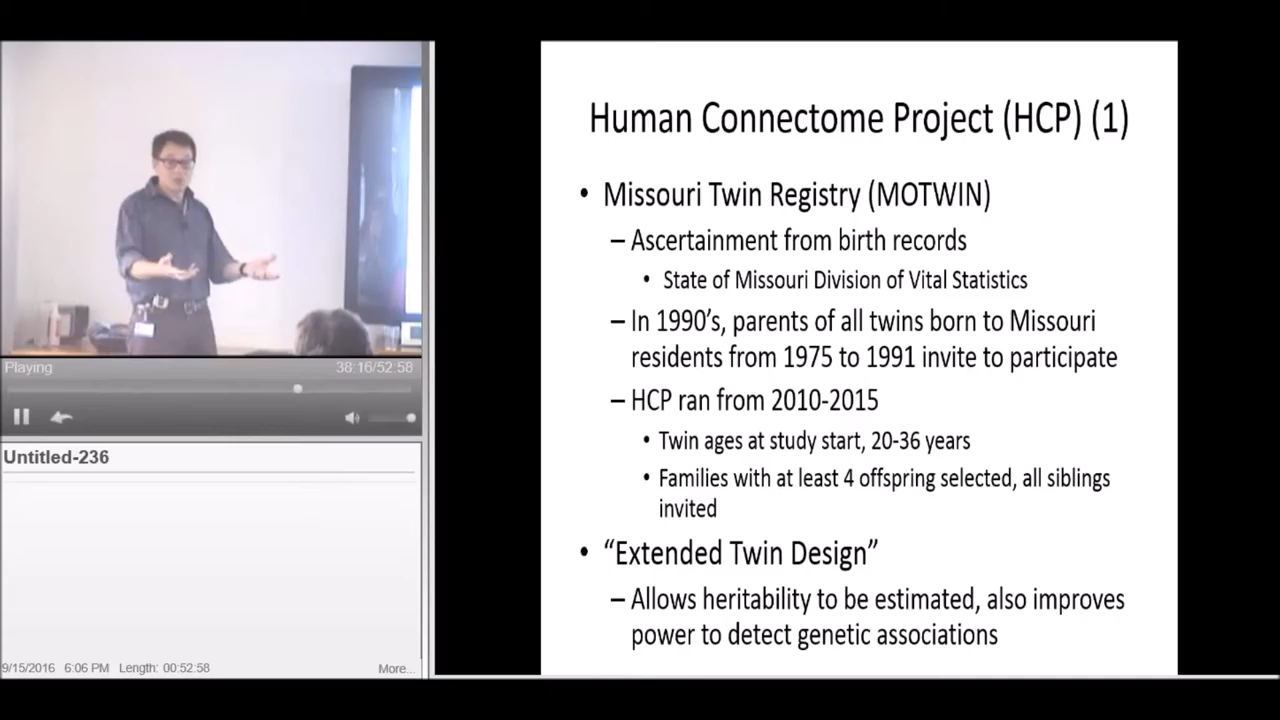 Human Connectome Project (HCP) (1)
• Missouri Twin Registry (MOTWIN)
– Ascertainment from birth records
• State of Missouri Division of Vital Statistics
– In 1990's, parents of all twins born to Missouri
residents from 1975 to 1991 invite to participate
– HCP ran from 2010-2015
• Twin ages at study start, 20-36 years
• Families with at least 4 offspring selected, all siblings
invited
• “Extended Twin Design”
– Allows heritability to be estimated, also improves
power to detect genetic associations
Playing 38:16/52:58
Untitled-236
9/15/2016 6:06 PM Length: 00:52:58 More...